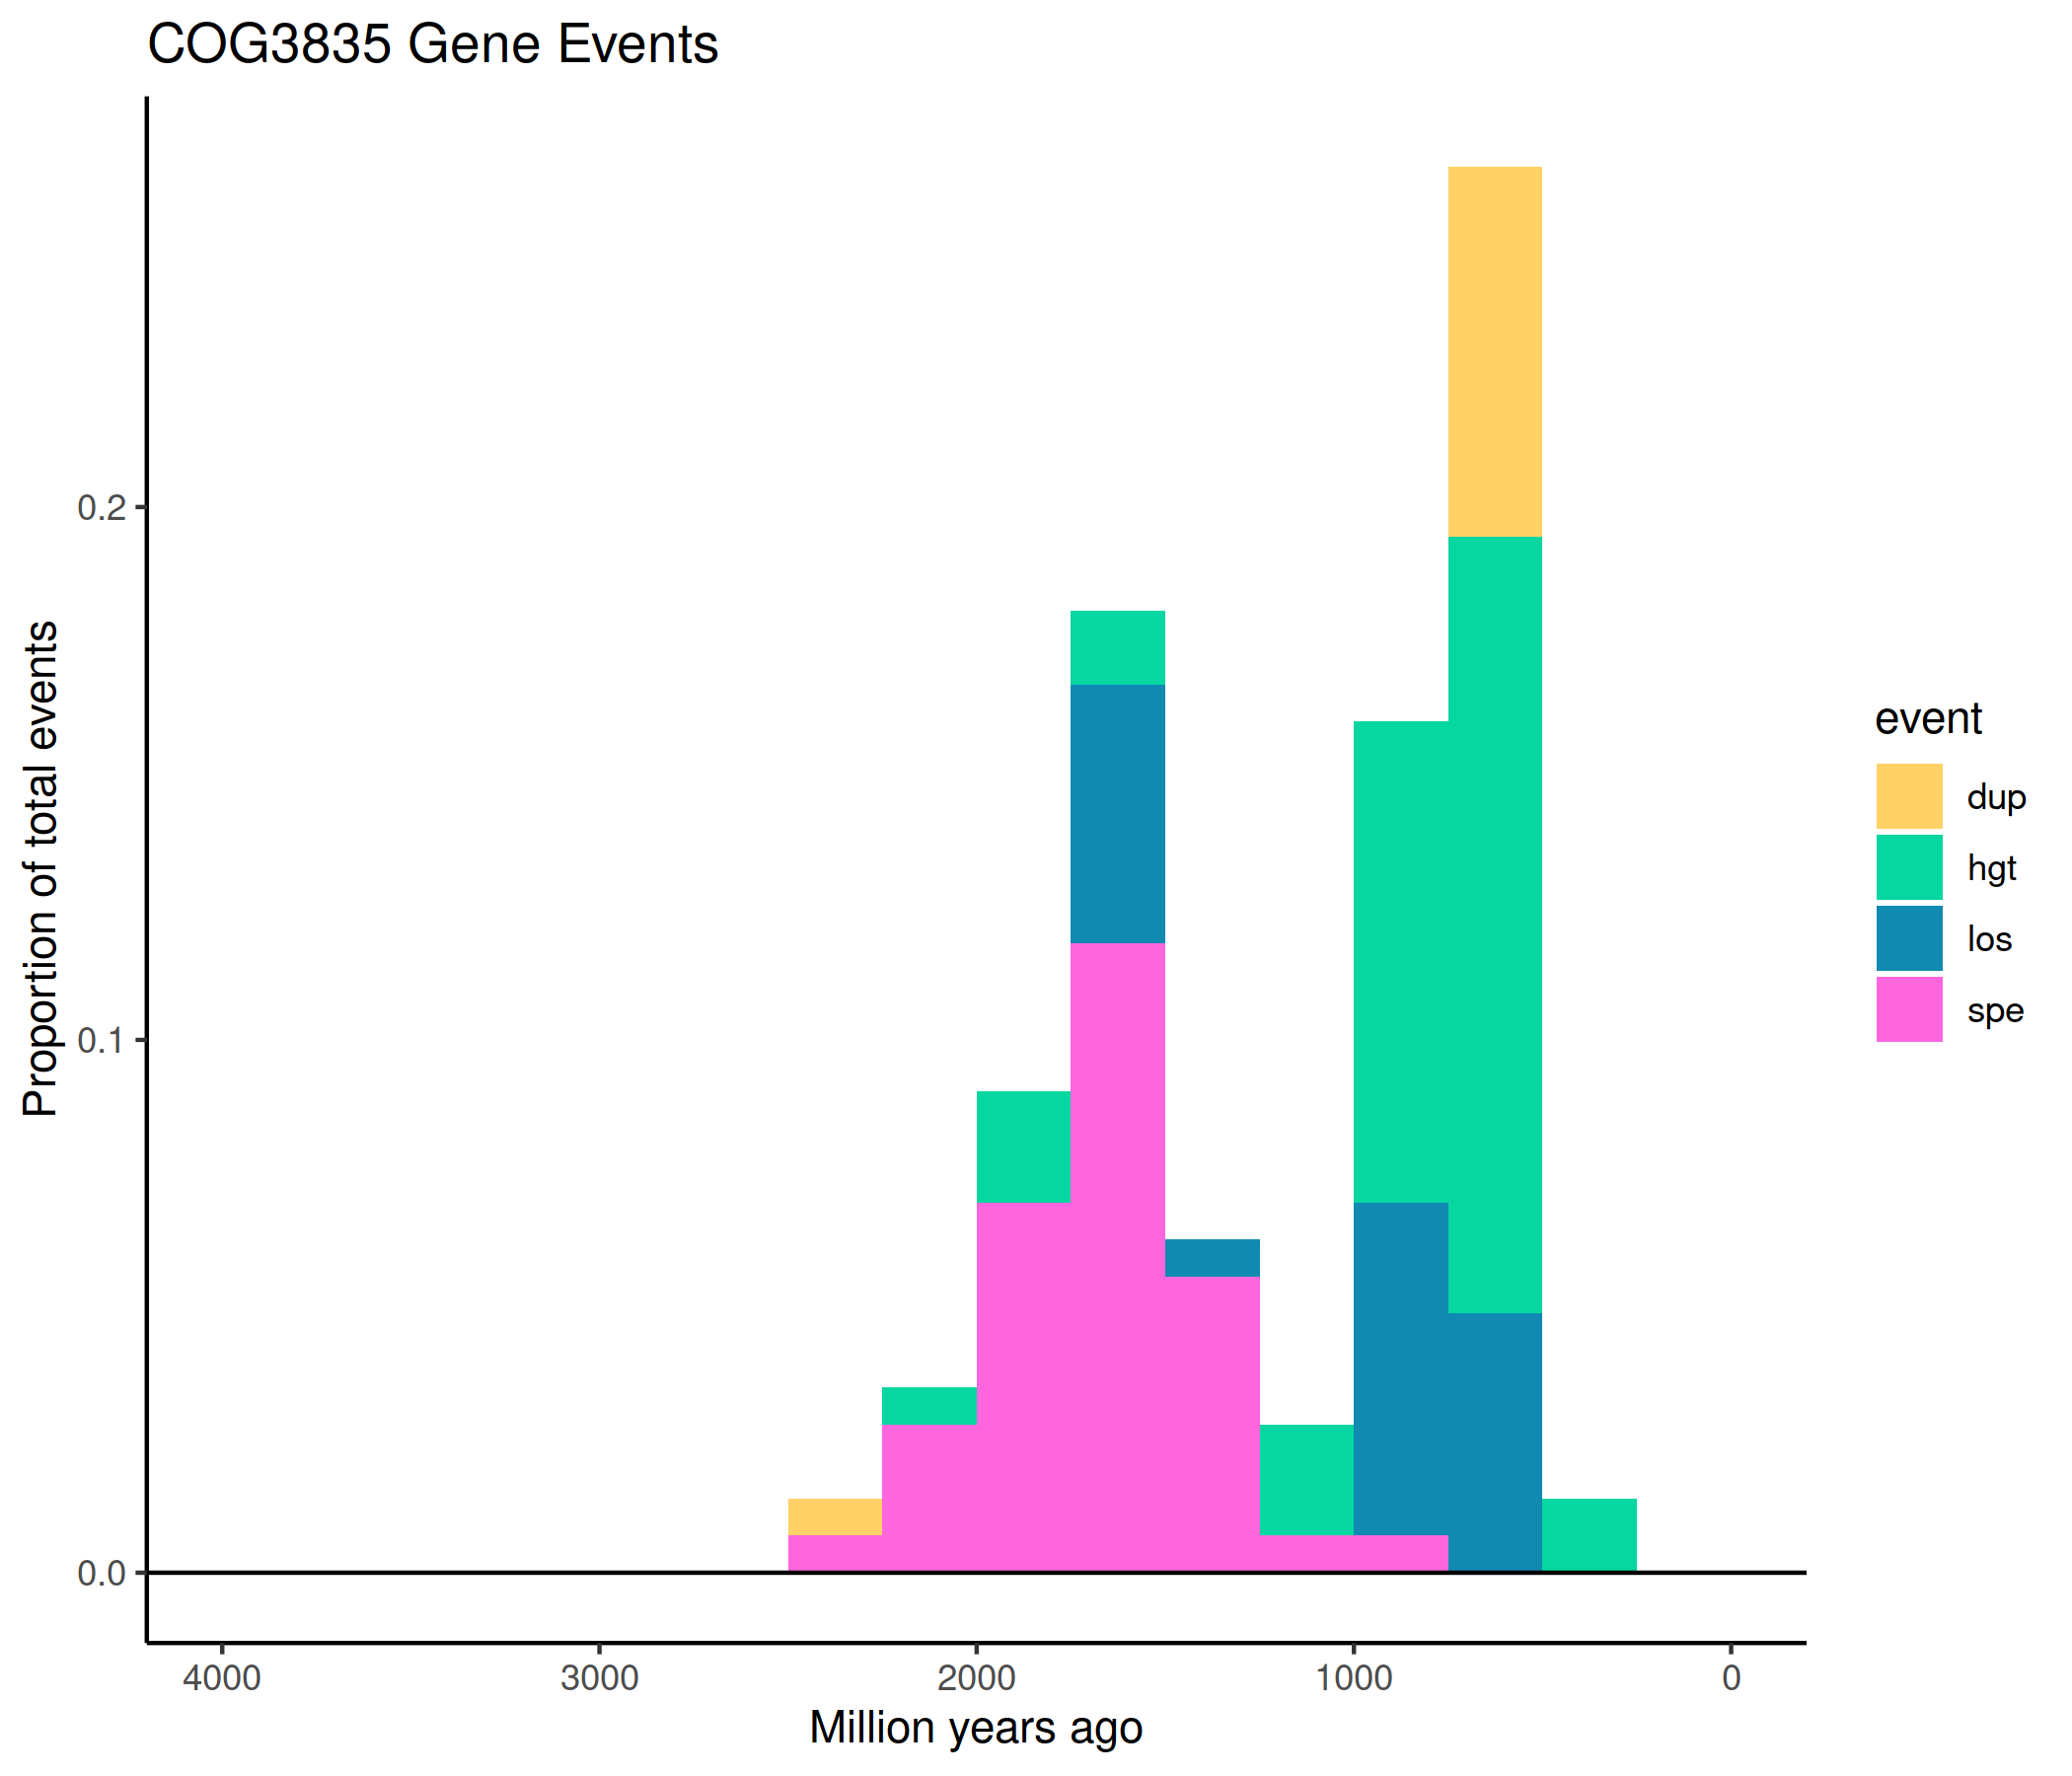 COG3835 Gene Events
Proportion of total events
0.2
0.1
0.0
4000 3000 2000 1000 0
Million years ago
event
dup
hgt
los
spe